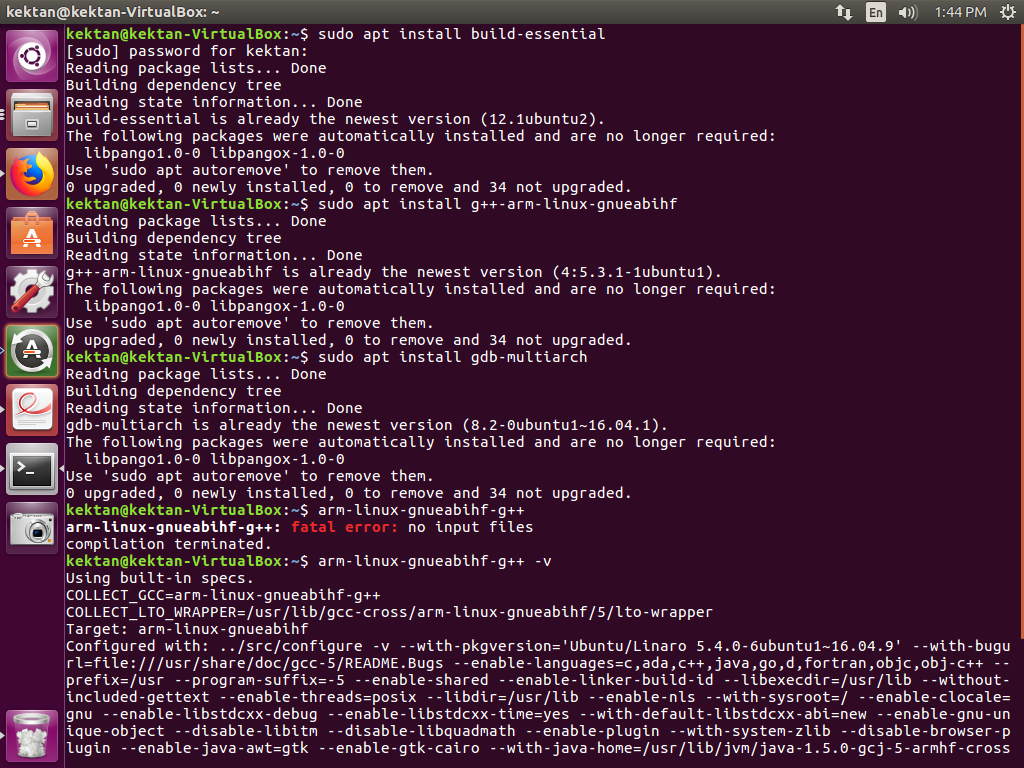 kektan@kektan-VirtualBox: ~
En
1:44 PM
kektan@kektan-VirtualBox:~$ sudo apt install build-essential
[sudo] password for kektan:
Reading package lists... Done
Building dependency tree
Reading state information... Done
build-essential is already the newest version (12.1ubuntu2).
The following packages were automatically installed and are no longer required:
  libpango1.0-0 libpangox-1.0-0
Use 'sudo apt autoremove' to remove them.
0 upgraded, 0 newly installed, 0 to remove and 34 not upgraded.
kektan@kektan-VirtualBox:~$ sudo apt install g++-arm-linux-gnueabihf
Reading package lists... Done
Building dependency tree
Reading state information... Done
g++-arm-linux-gnueabihf is already the newest version (4:5.3.1-1ubuntu1).
The following packages were automatically installed and are no longer required:
  libpango1.0-0 libpangox-1.0-0
Use 'sudo apt autoremove' to remove them.
0 upgraded, 0 newly installed, 0 to remove and 34 not upgraded.
kektan@kektan-VirtualBox:~$ sudo apt install gdb-multiarch
Reading package lists... Done
Building dependency tree
Reading state information... Done
gdb-multiarch is already the newest version (8.2-0ubuntu1~16.04.1).
The following packages were automatically installed and are no longer required:
  libpango1.0-0 libpangox-1.0-0
Use 'sudo apt autoremove' to remove them.
0 upgraded, 0 newly installed, 0 to remove and 34 not upgraded.
kektan@kektan-VirtualBox:~$ arm-linux-gnueabihf-g++
arm-linux-gnueabihf-g++: fatal error: no input files
compilation terminated.
kektan@kektan-VirtualBox:~$ arm-linux-gnueabihf-g++ -v
Using built-in specs.
COLLECT_GCC=arm-linux-gnueabihf-g++
COLLECT_LTO_WRAPPER=/usr/lib/gcc-cross/arm-linux-gnueabihf/5/lto-wrapper
Target: arm-linux-gnueabihf
Configured with: ../src/configure -v --with-pkgversion='Ubuntu/Linaro 5.4.0-6ubuntu1~16.04.9' --with-bugu
rl=file:///usr/share/doc/gcc-5/README.Bugs --enable-languages=c,ada,c++,java,go,d,fortran,objc,obj-c++ --
prefix=/usr --program-suffix=-5 --enable-shared --enable-linker-build-id --libexecdir=/usr/lib --without-
included-gettext --enable-threads=posix --libdir=/usr/lib --enable-nls --with-sysroot=/ --enable-clocale=
gnu --enable-libstdcxx-debug --enable-libstdcxx-time=yes --with-default-libstdcxx-abi=new --enable-gnu-un
ique-object --disable-libitm --disable-libquadmath --enable-plugin --with-system-zlib --disable-browser-p
lugin --enable-java-awt=gtk --enable-gtk-cairo --with-java-home=/usr/lib/jvm/java-1.5.0-gcj-5-armhf-cross